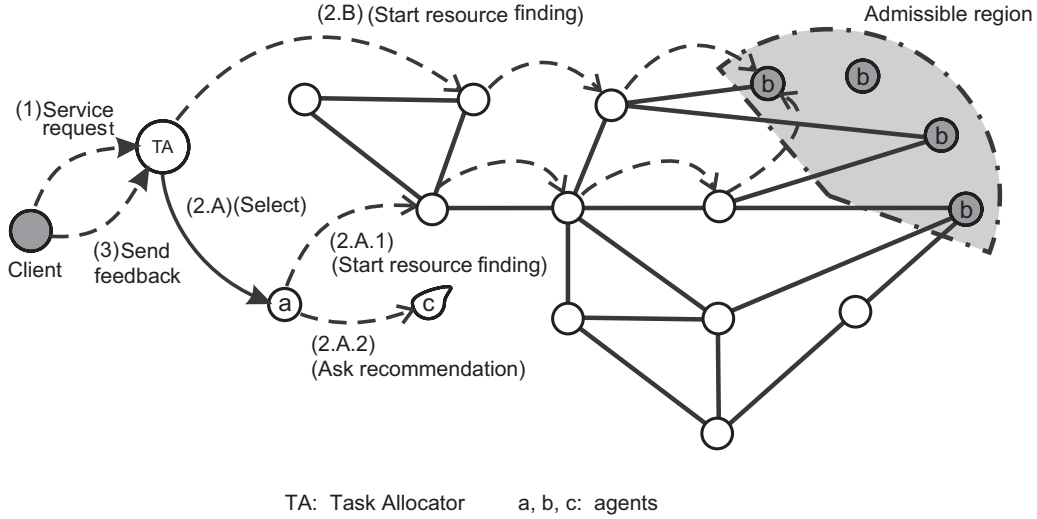 (2.B) (Start resource finding)
Admissible region
b
b
(1)Service
request
TA
b
(2.A)(Select)
b
(2.A.1)
(Start resource finding)
(3)Send
feedback
Client
a
c
(2.A.2)
(Ask recommendation)
TA: Task Allocator a, b, c: agents